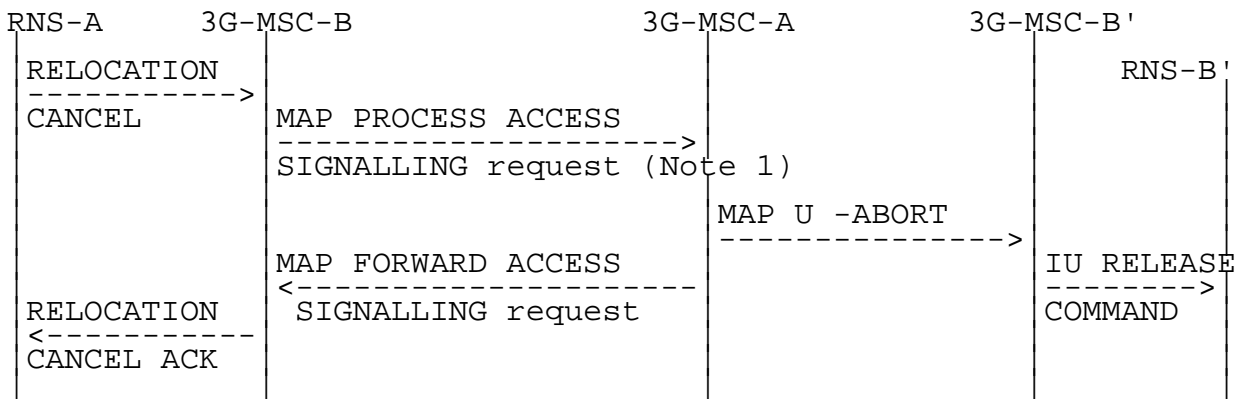 RNS-A 3G-MSC-B 3G-MSC-A 3G-MSC-B'
RELOCATION RNS-B'
----------->
CANCEL MAP PROCESS ACCESS
--------------------->
SIGNALLING request (Note 1)
MAP U -ABORT
--------------->
MAP FORWARD ACCESS IU RELEASE
<--------------------- -------->
RELOCATION SIGNALLING request COMMAND
<-----------
CANCEL ACK